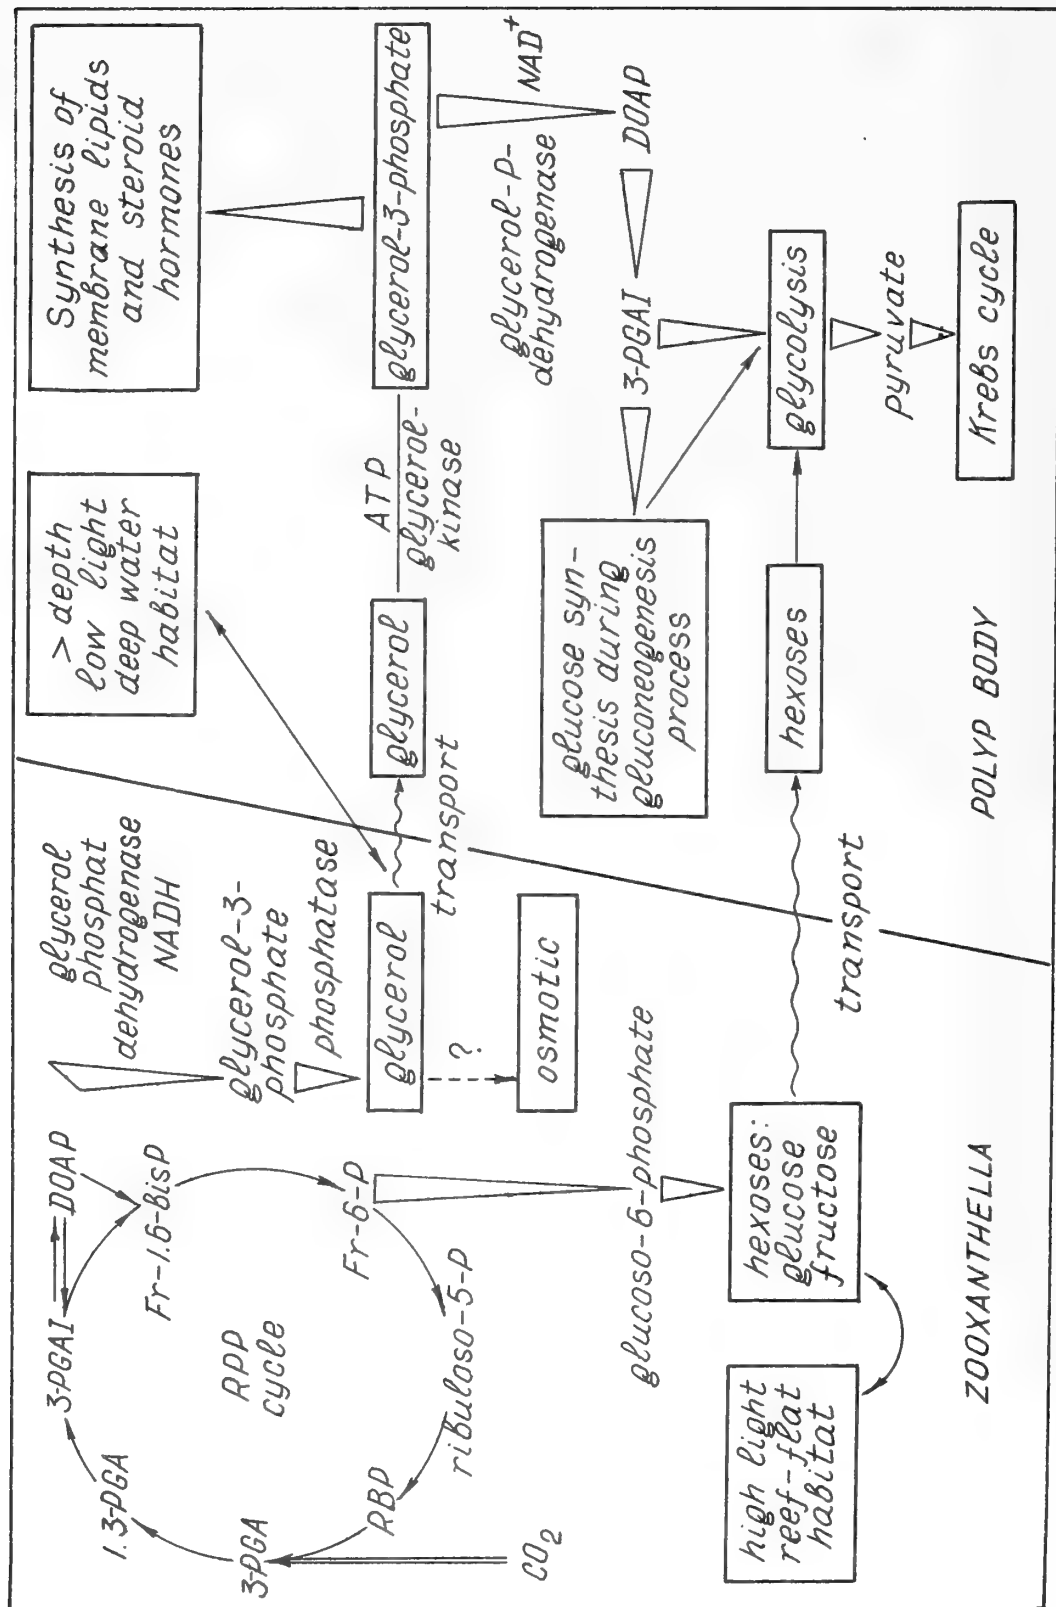 3-PGAI
DOAP
1.3-PGA
Fr-1.6-bisP
3-PGA
RPP
cycle
Fr-6-P
RBP
ribuloso-5-P
CO2
glycerol
phosphat
dehydrogenase
NADH
glycerol-3-
phosphate
phosphatase
glycerol
?
osmotic
transport
glucoso-6-phosphate
hexoses:
glucose
fructose
high light
reef-flat
habitat
transport
ZOOXANTHELLA
> depth
low light
deep water
habitat
Synthesis of
membrane lipids
and steroid
hormones
glycerol
ATP
glycerol-
kinase
glycerol-3-phosphate
NAD+
glycerol-P-
dehydrogenase
DOAP
3-PGAI
glucose syn-
thesis during
gluconeogenesis
process
hexoses
glycolysis
pyruvate
Krebs cycle
POLYP BODY